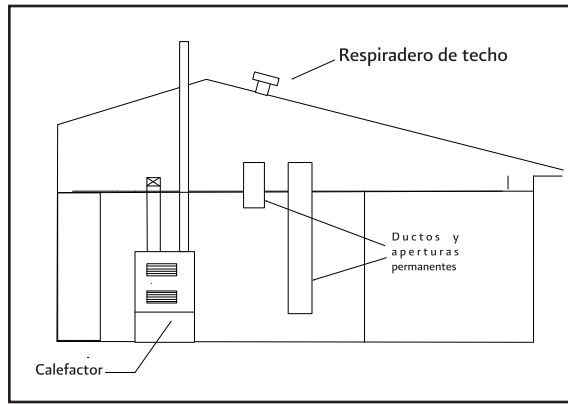 Respiradero de techo
Ductos y
aperturas
permanentes
Calefactor